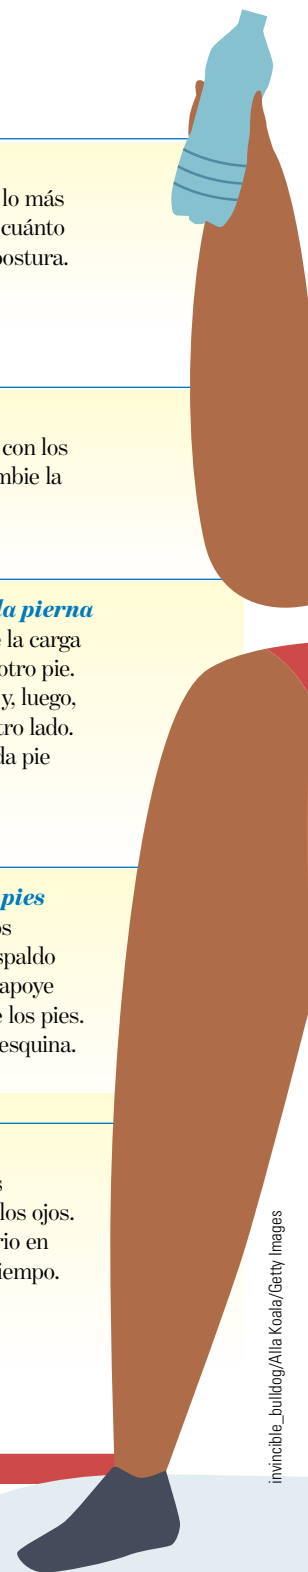 lo más
cuánto
postura.
con los
mbie la
la pierna
la carga
otro pie.
y, luego,
tro lado.
da pie
pies
os
spaldo
apoye
los pies.
esquina.
s
los ojos.
rio en
iempo.
invincible_bulldog/Alla Koala/Getty Images